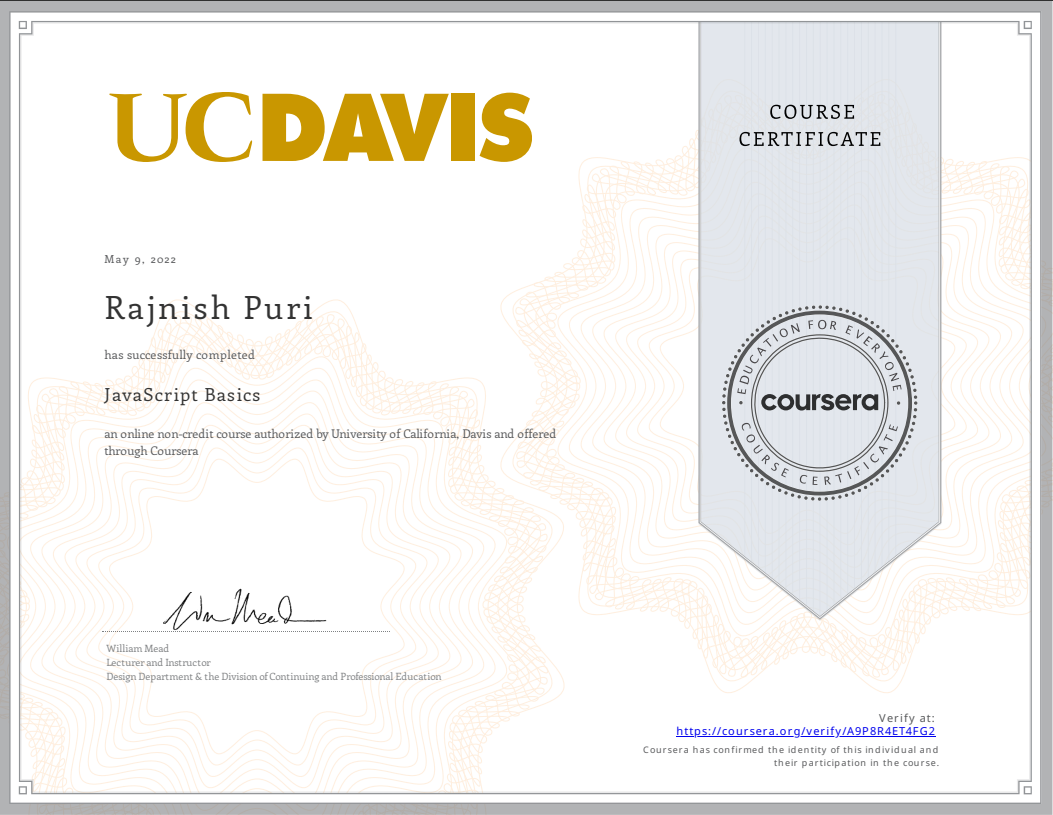 UCDAVIS
COURSE
CERTIFICATE
May 9, 2022
Rajnish Puri
has successfully completed
JavaScript Basics
an online non-credit course authorized by University of California, Davis and offered
through Coursera
EDUCATION FOR EVERYONE
coursera
COURSE CERTIFICATE
Wm Mead
William Mead
Lecturer and Instructor
Design Department & the Division of Continuing and Professional Education
Verify at:
https://coursera.org/verify/A9P8R4ET4FG2
Coursera has confirmed the identity of this individual and
their participation in the course.